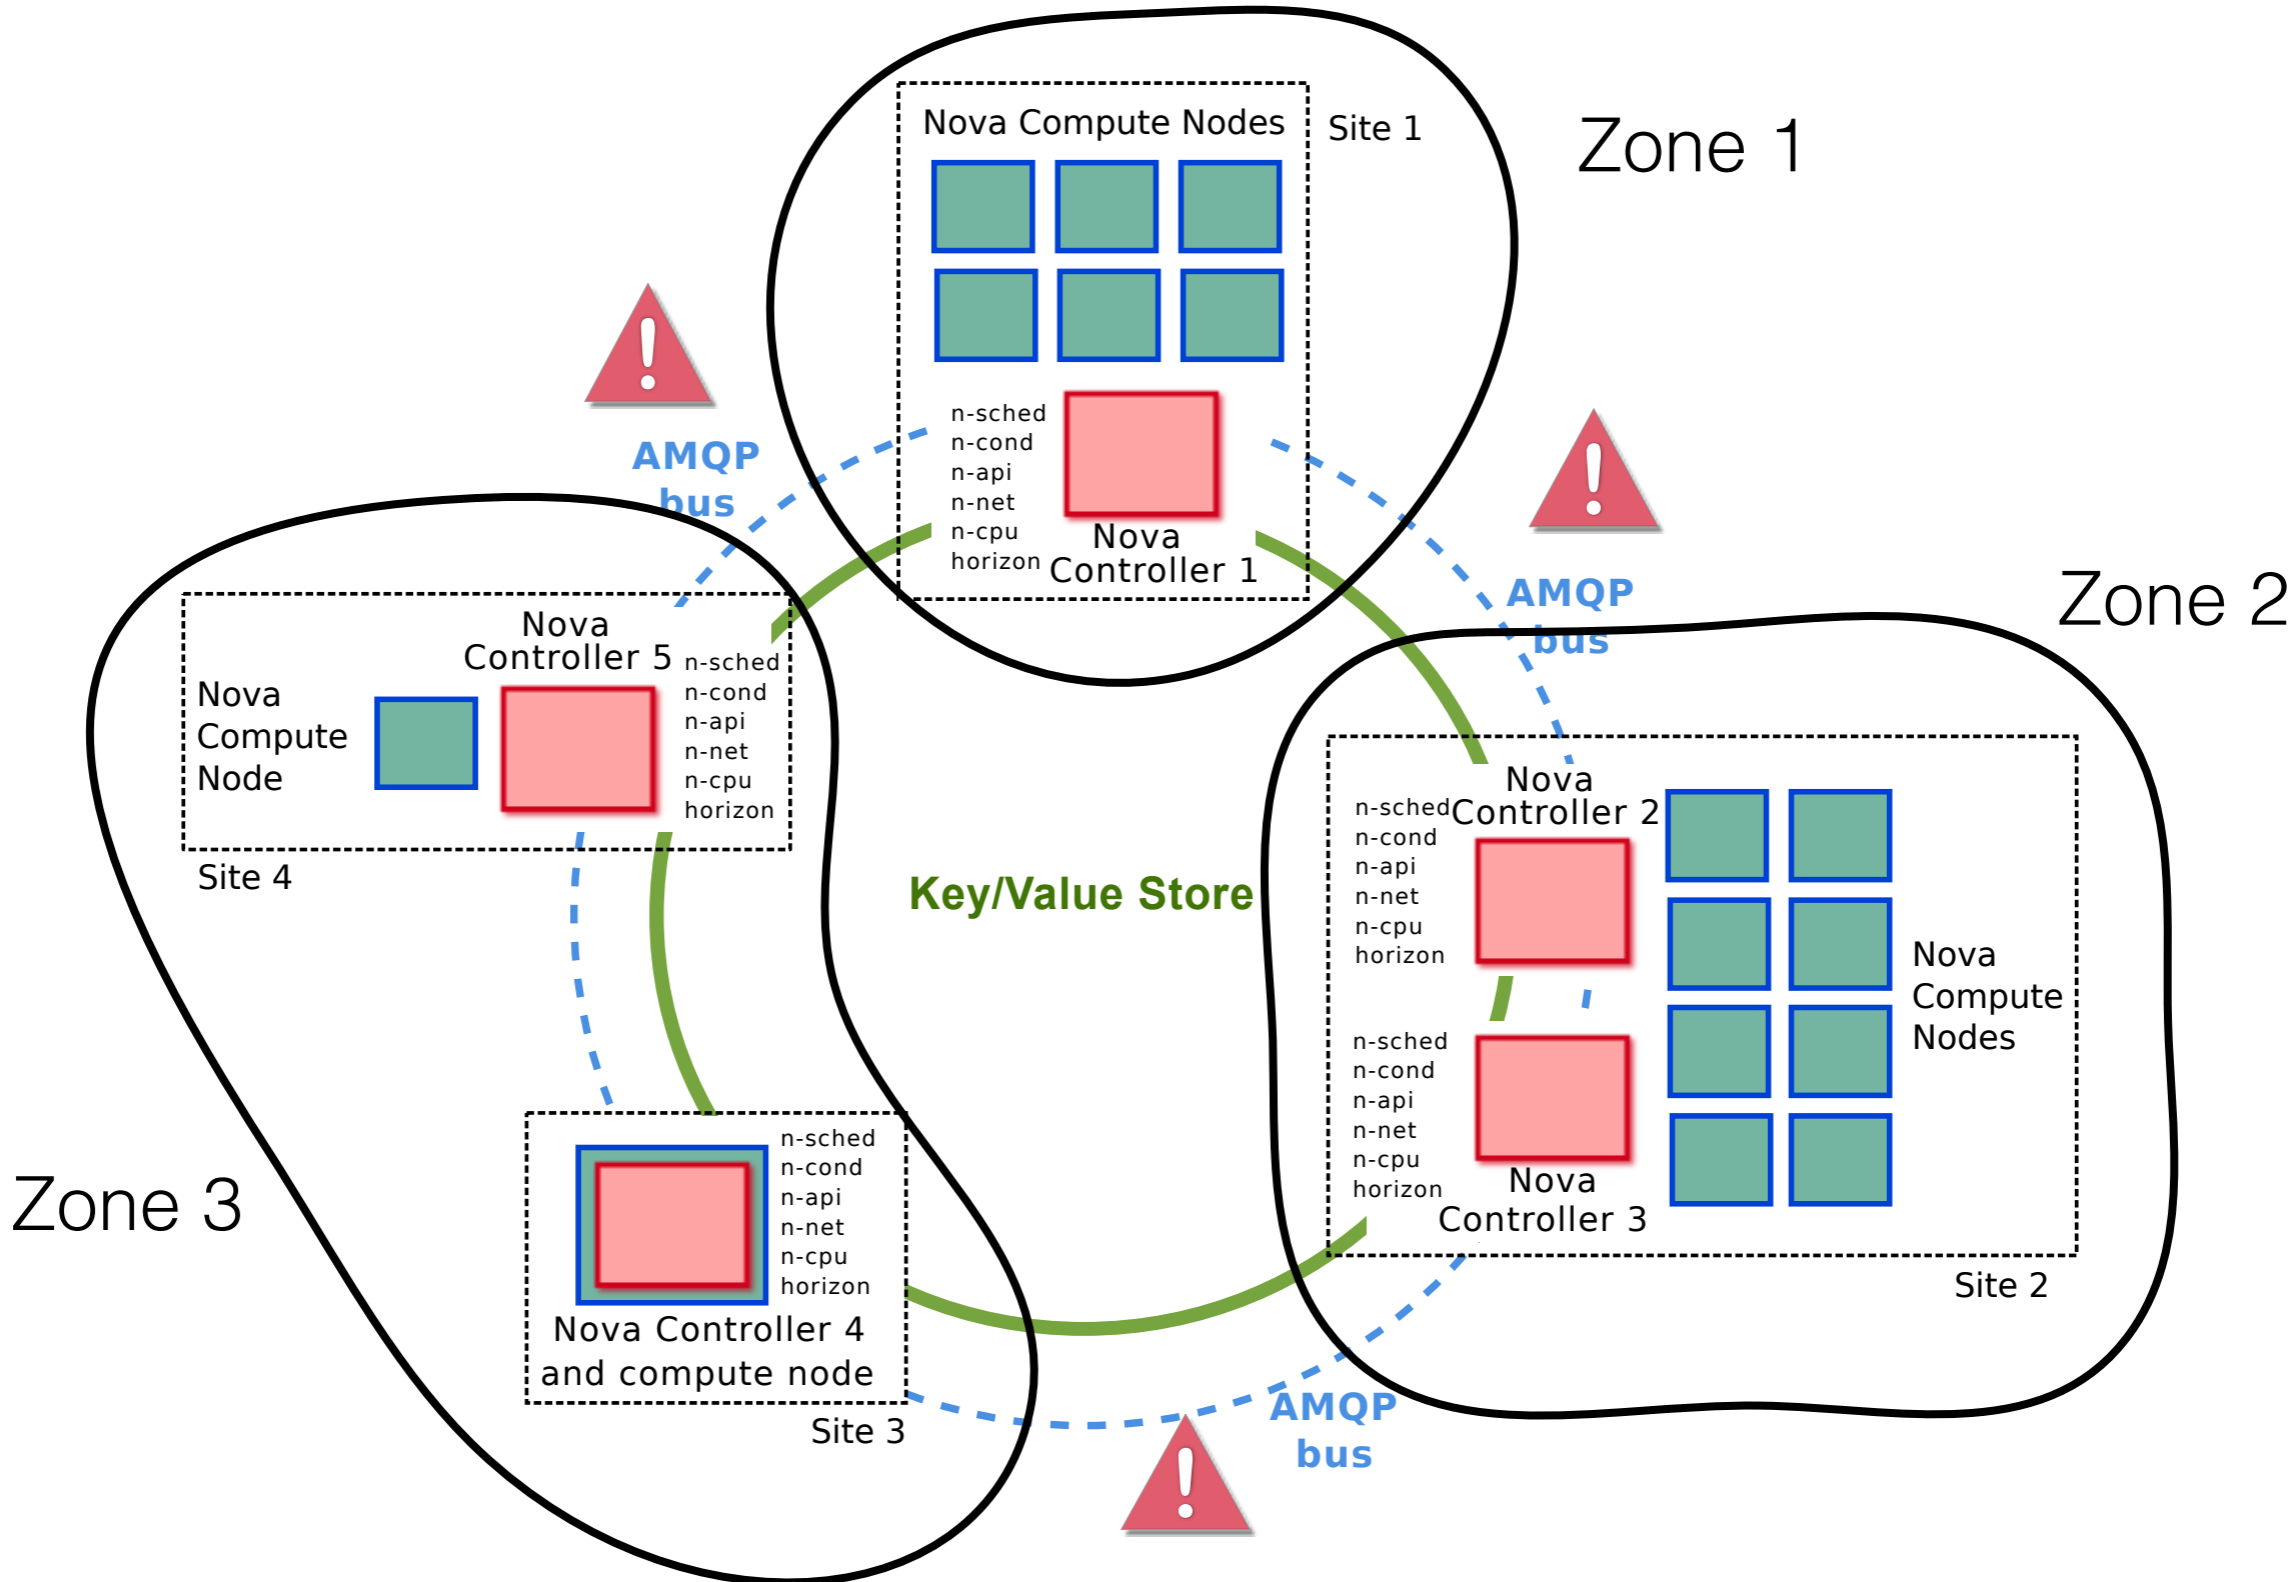 Zone 1
Nova Compute Nodes
Site 1
n-sched
n-cond
n-api
n-net
n-cpu
horizon
Nova
Controller 1
AMQP
bus
AMQP
bus
Zone 2
Nova
Controller 5
n-sched
n-cond
n-api
n-net
n-cpu
horizon
Nova
Compute
Node
Site 4
Key/Value Store
Nova
Controller 2
n-sched
n-cond
n-api
n-net
n-cpu
horizon
Nova
Compute
Nodes
n-sched
n-cond
n-api
n-net
n-cpu
horizon
Nova
Controller 3
Site 2
Zone 3
n-sched
n-cond
n-api
n-net
n-cpu
horizon
Nova Controller 4
and compute node
Site 3
AMQP
bus